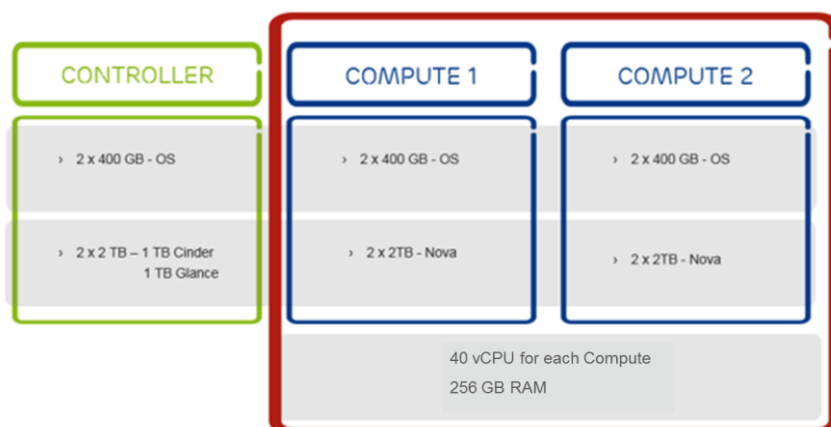 CONTROLLER
COMPUTE 1
COMPUTE 2
› 2 x 400 GB - OS
› 2 x 400 GB - OS
› 2 x 400 GB - OS
› 2 x 2 TB – 1 TB Cinder
1 TB Glance
› 2 x 2TB - Nova
› 2 x 2TB - Nova
40 vCPU for each Compute
256 GB RAM